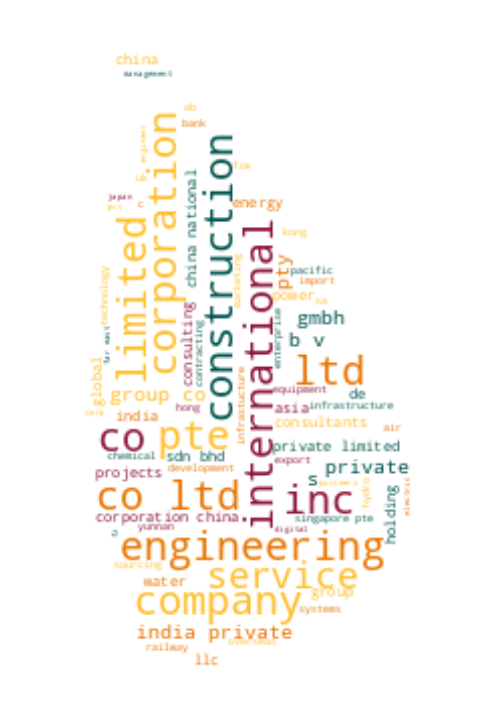 china
management
ab
bank
corporation
construction
engineer
uk
fze
japan
c
limited
china national
energy
international
kong
pty
pacific
import
marketing
technology
power
sa
consulting
contracting
enterprise
gmbh
b v
far east
global
ltd
group
co
infrastructure
equipment
de
hong
asia
infrastructure
india
consultants
air
co
pte
private limited
chemical
sdn bhd
export
private
projects
development
s
partners
hydro
electric
co ltd
inc
holding
corporation china
singapore pte
yunnan
digital
engineering
sourcing
service
water
group
company
systems
india private
overseas
railway
llc